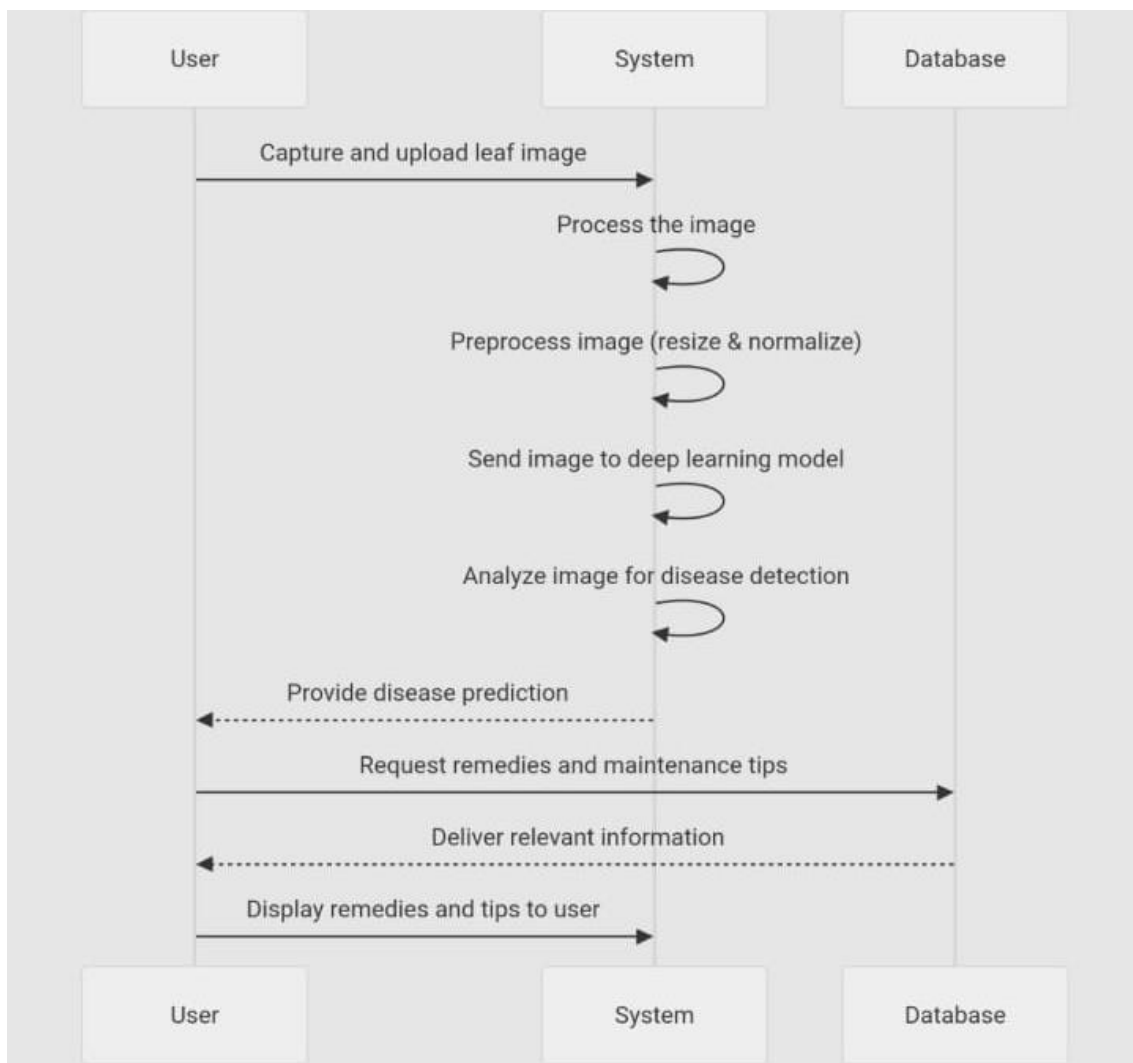 User System Database
Capture and upload leaf image
Process the image
Preprocess image (resize & normalize)
Send image to deep learning model
Analyze image for disease detection
Provide disease prediction
Request remedies and maintenance tips
Deliver relevant information
Display remedies and tips to user
User System Database